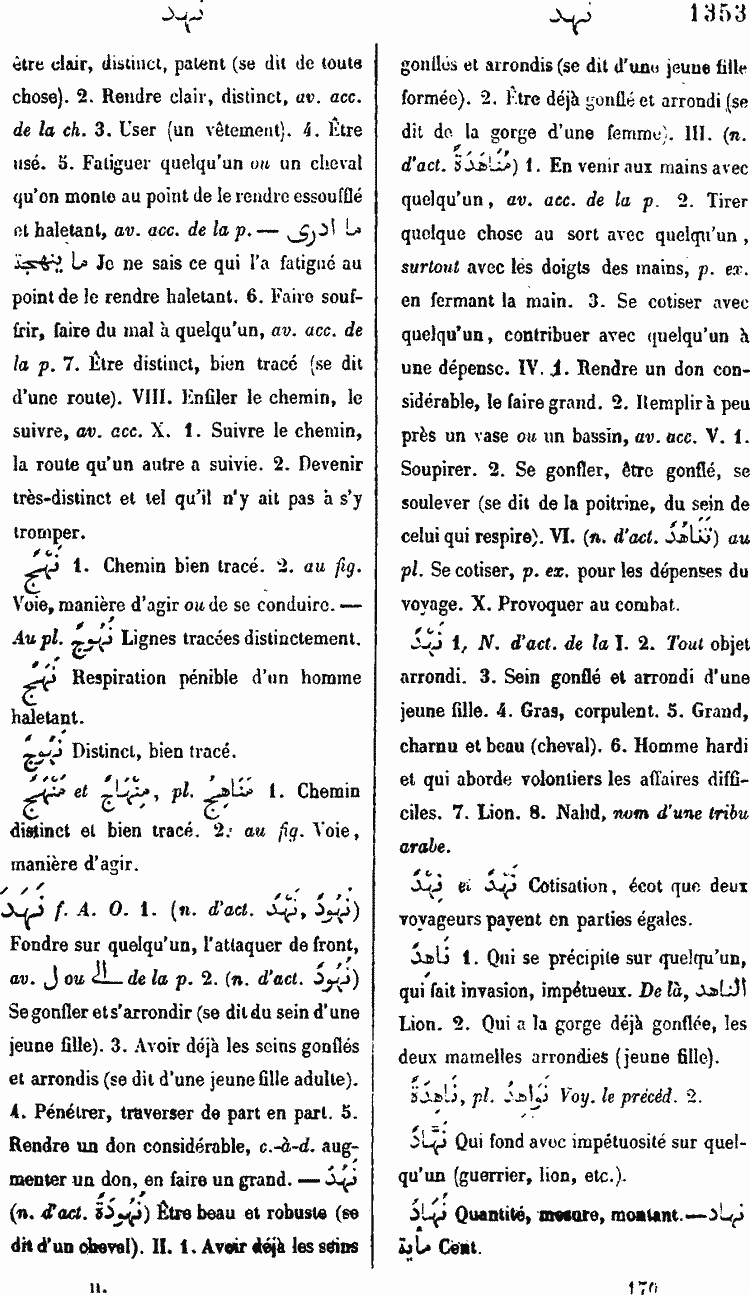 نهد
نهد 1353
être clair, distinct, patent (se dit de toute
chose). 2. Rendre clair, distinct, av. acc.
de la ch. 3. User (un vêtement). 4. Être
usé. 5. Fatiguer quelqu'un ou un cheval
qu'on monte au point de le rendre essoufflé
et haletant, av. acc. de la p. — ما ادرى
ما ينهجة Je ne sais ce qui l'a fatigué au
point de le rendre haletant. 6. Faire souf-
frir, faire du mal à quelqu'un, av. acc. de
la p. 7. Être distinct, bien tracé (se dit
d'une route). VIII. Enfiler le chemin, le
suivre, av. acc. X. 1. Suivre le chemin,
la route qu'un autre a suivie. 2. Devenir
très-distinct et tel qu'il n'y ait pas à s'y
tromper.
نَهْجٌ 1. Chemin bien tracé. 2. au fig.
Voie, manière d'agir ou de se conduire. —
Au pl. نُهُوجٌ Lignes tracées distinctement.
نَهَجٌ Respiration pénible d'un homme
haletant.
نَهُوجٌ Distinct, bien tracé.
مَنْهَجٌ et مِنْهَاجٌ, pl. مَنَاهِجُ 1. Chemin
distinct et bien tracé. 2. au fig. Voie,
manière d'agir.
نَهَدَ f. A. O. 1. (n. d'act. نَهْدٌ, نُهُودٌ)
Fondre sur quelqu'un, l'attaquer de front,
av. ل ou الى de la p. 2. (n. d'act. نُهُودٌ)
Se gonfler et s'arrondir (se dit du sein d'une
jeune fille). 3. Avoir déjà les seins gonflés
et arrondis (se dit d'une jeune fille adulte).
4. Pénétrer, traverser de part en part. 5.
Rendre un don considérable, c.-à-d. aug-
menter un don, en faire un grand. — نَهُدَ
(n. d'act. نُهُودَةٌ) Être beau et robuste (se
dit d'un cheval). II. 1. Avoir déjà les seins
II.
gonflés et arrondis (se dit d'une jeune fille
formée). 2. Être déjà gonflé et arrondi (se
dit de la gorge d'une femme). III. (n.
d'act. مُنَاهَدَةٌ) 1. En venir aux mains avec
quelqu'un, av. acc. de la p. 2. Tirer
quelque chose au sort avec quelqu'un,
surtout avec les doigts des mains, p. ex.
en fermant la main. 3. Se cotiser avec
quelqu'un, contribuer avec quelqu'un à
une dépense. IV. 1. Rendre un don con-
sidérable, le faire grand. 2. Remplir à peu
près un vase ou un bassin, av. acc. V. 1.
Soupirer. 2. Se gonfler, être gonflé, se
soulever (se dit de la poitrine, du sein de
celui qui respire). VI. (n. d'act. تَنَاهُدٌ) au
pl. Se cotiser, p. ex. pour les dépenses du
voyage. X. Provoquer au combat.
نَهْدٌ 1. N. d'act. de la I. 2. Tout objet
arrondi. 3. Sein gonflé et arrondi d'une
jeune fille. 4. Gras, corpulent. 5. Grand,
charnu et beau (cheval). 6. Homme hardi
et qui aborde volontiers les affaires diffi-
ciles. 7. Lion. 8. Nahd, nom d'une tribu
arabe.
نِهْدٌ et نَهْدٌ Cotisation, écot que deux
voyageurs payent en parties égales.
نَاهِدٌ 1. Qui se précipite sur quelqu'un,
qui fait invasion, impétueux. De là, الناهد
Lion. 2. Qui a la gorge déjà gonflée, les
deux mamelles arrondies (jeune fille).
نَاهِدَةٌ, pl. نَوَاهِدُ Voy. le précéd. 2.
نَهَّادٌ Qui fond avec impétuosité sur quel-
qu'un (guerrier, lion, etc.).
نُهَادٌ Quantité, mesure, montant. — نهاد
مأية Cent.
170